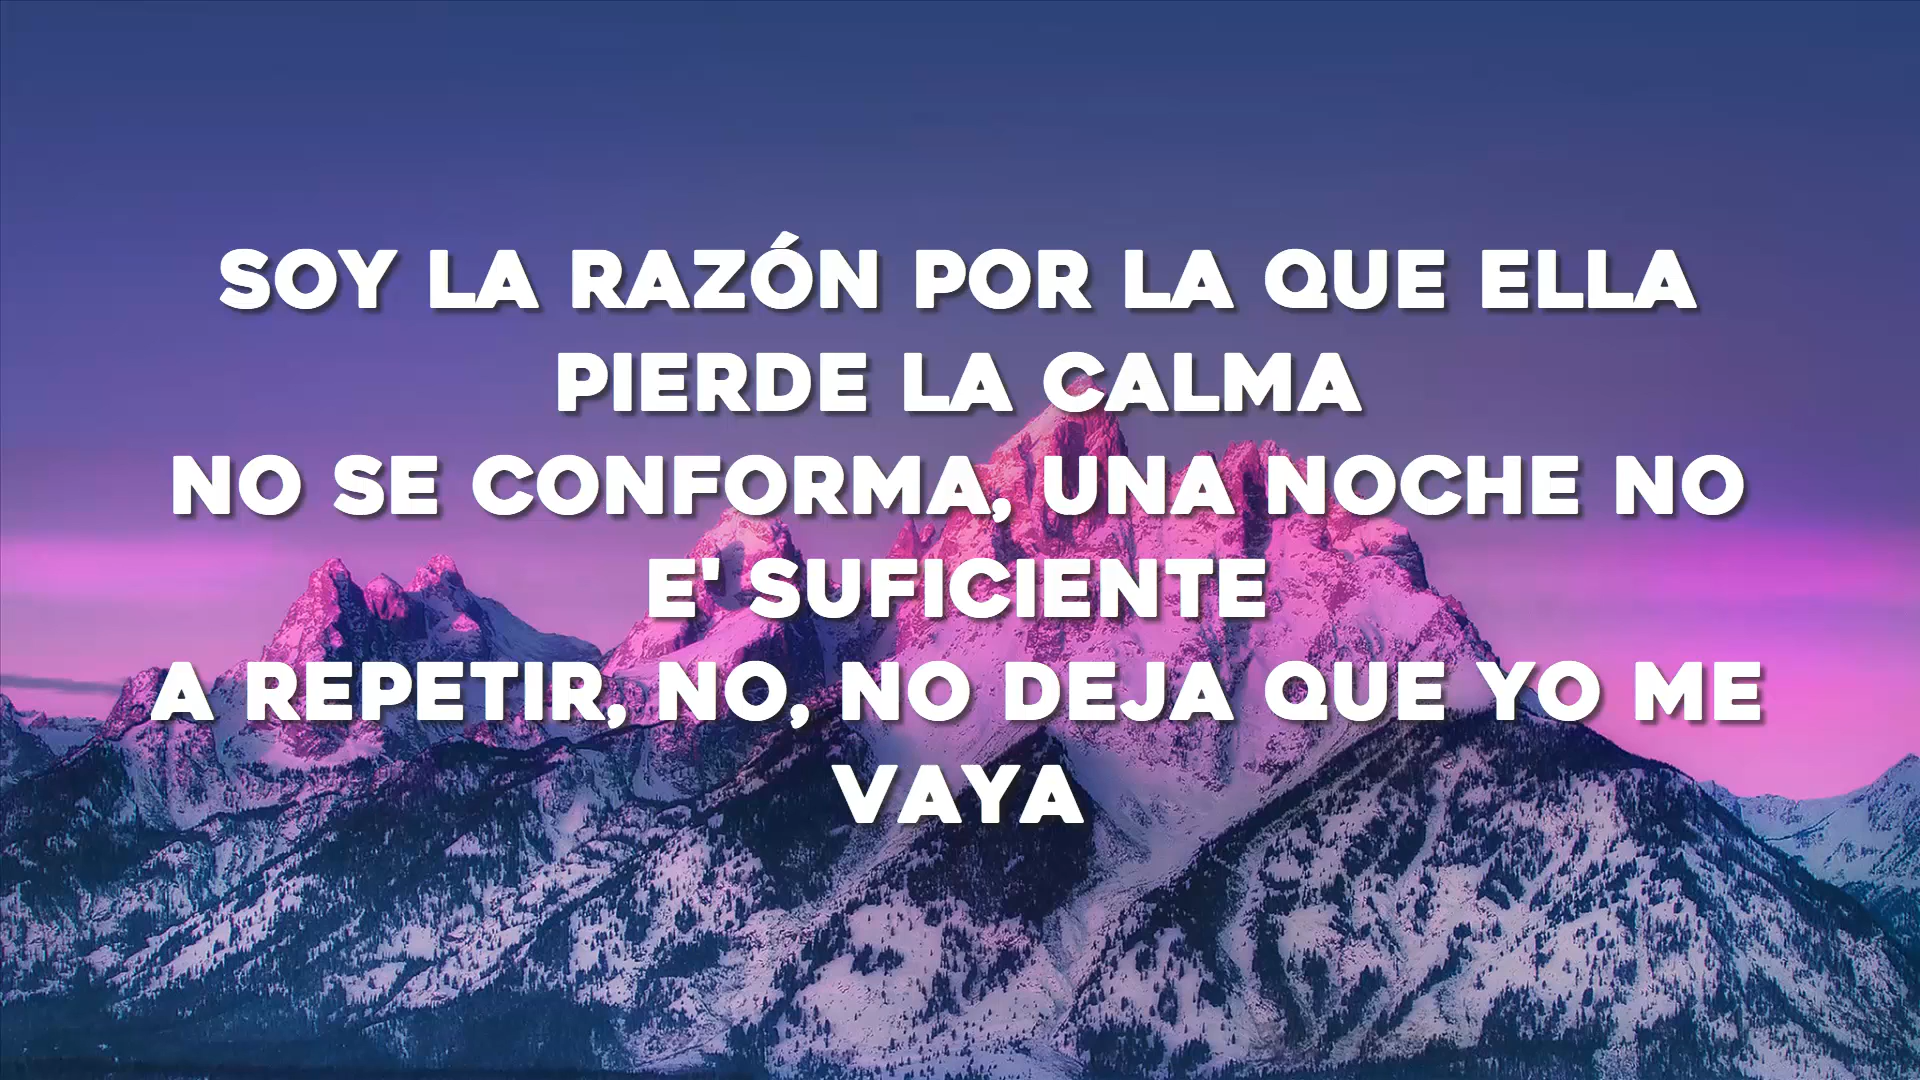 SOY LA RAZÓN POR LA QUE ELLA
PIERDE LA CALMA
NO SE CONFORMA, UNA NOCHE NO
E' SUFICIENTE
A REPETIR, NO, NO DEJA QUE YO ME
VAYA